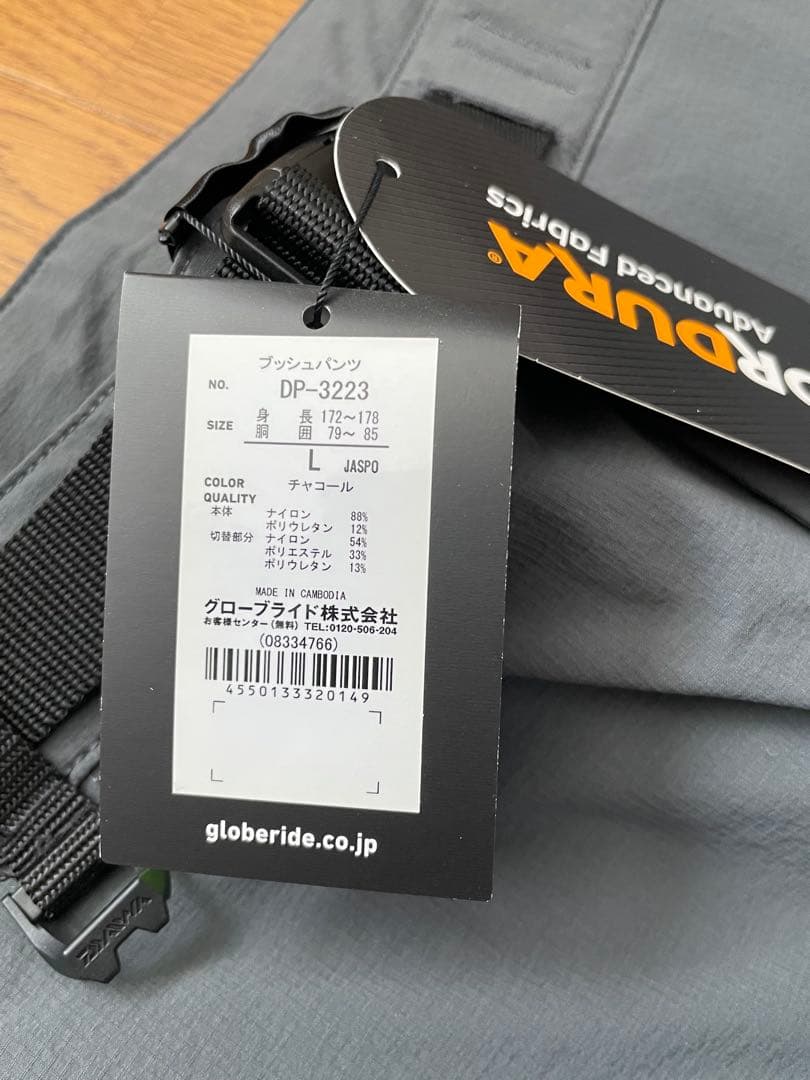 CORDURA®
Advanced Fabrics
ブッシュパンツ
NO. DP-3223
SIZE 身長 172～178
胴囲 79～ 85
L JASPO
COLOR チャコール
QUALITY
本体 ナイロン 88%
ポリウレタン 12%
切替部分 ナイロン 54%
ポリエステル 33%
ポリウレタン 13%
MADE IN CAMBODIA
グローブライド株式会社
お客様センター(無料) TEL:0120-506-204
(08334766)
4550133320149
globeride.co.jp
DAIWA